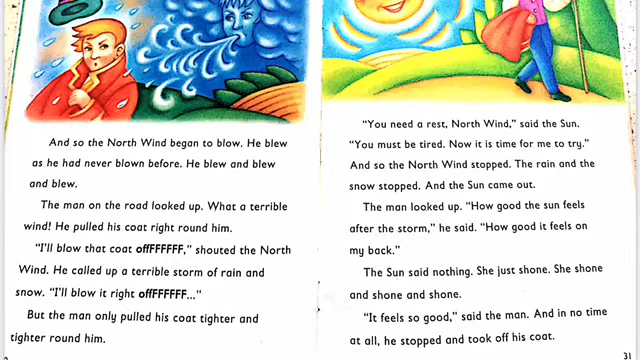 And so the North Wind began to blow. He blew
as he had never blown before. He blew and blew
and blew.
The man on the road looked up. What a terrible
wind! He pulled his coat right round him.
“I’ll blow that coat offFFFFFF,” shouted the North
Wind. He called up a terrible storm of rain and
snow. “I’ll blow it right offFFFFFF...”
But the man only pulled his coat tighter and
tighter round him.
“You need a rest, North Wind,” said the Sun.
“You must be tired. Now it is time for me to try.”
And so the North Wind stopped. The rain and the
snow stopped. And the Sun came out.
The man looked up. “How good the sun feels
after the storm,” he said. “How good it feels on
my back.”
The Sun said nothing. She just shone. She shone
and shone and shone.
“It feels so good,” said the man. And in no time
at all, he stopped and took off his coat.
31